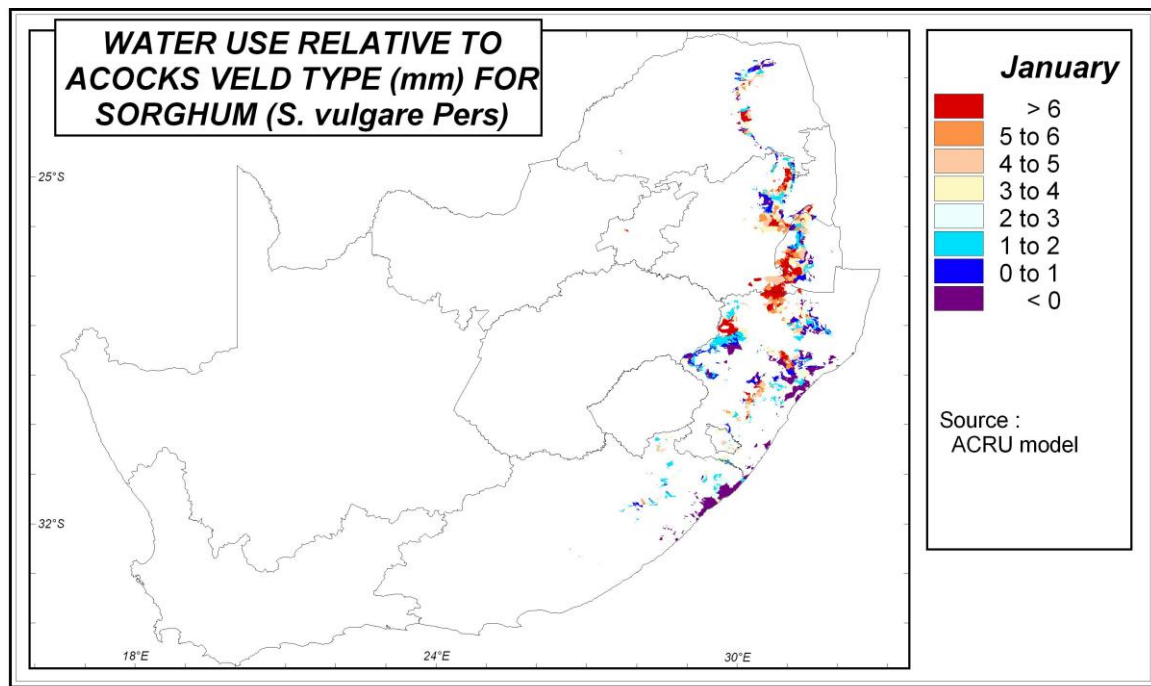 WATER USE RELATIVE TO
ACOCKS VELD TYPE (mm) FOR
SORGHUM (S. vulgare Pers)
25°S
32°S
18°E
24°E
30°E
January
> 6
5 to 6
4 to 5
3 to 4
2 to 3
1 to 2
0 to 1
< 0
Source :
ACRU model